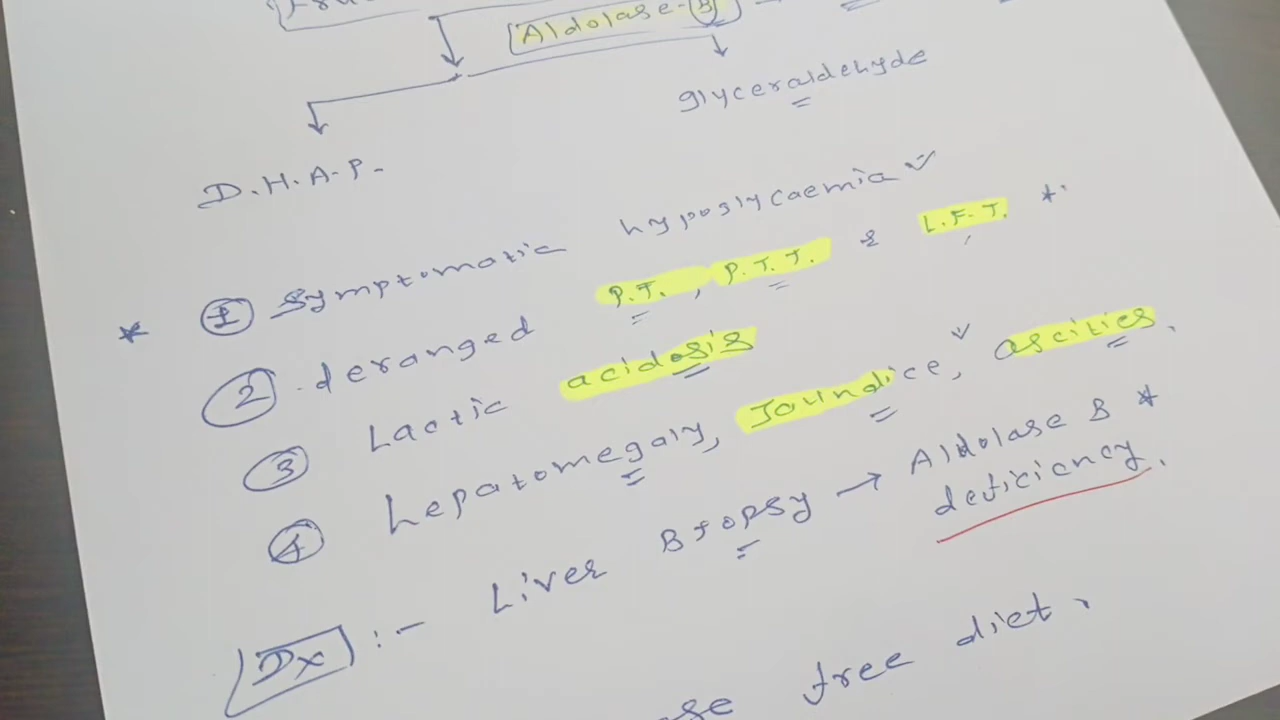 Aldolase-B
glyceraldehyde
D.H.A.P.
* ① Symptomatic hypoglycaemia
② deranged P.T., P.T.T. & L.F.T. *
③ Lactic acidosis
④ hepatomegaly, Jaundice, ascities.
Dx :- Liver Biopsy → Aldolase B *
deficiency.
free diet.